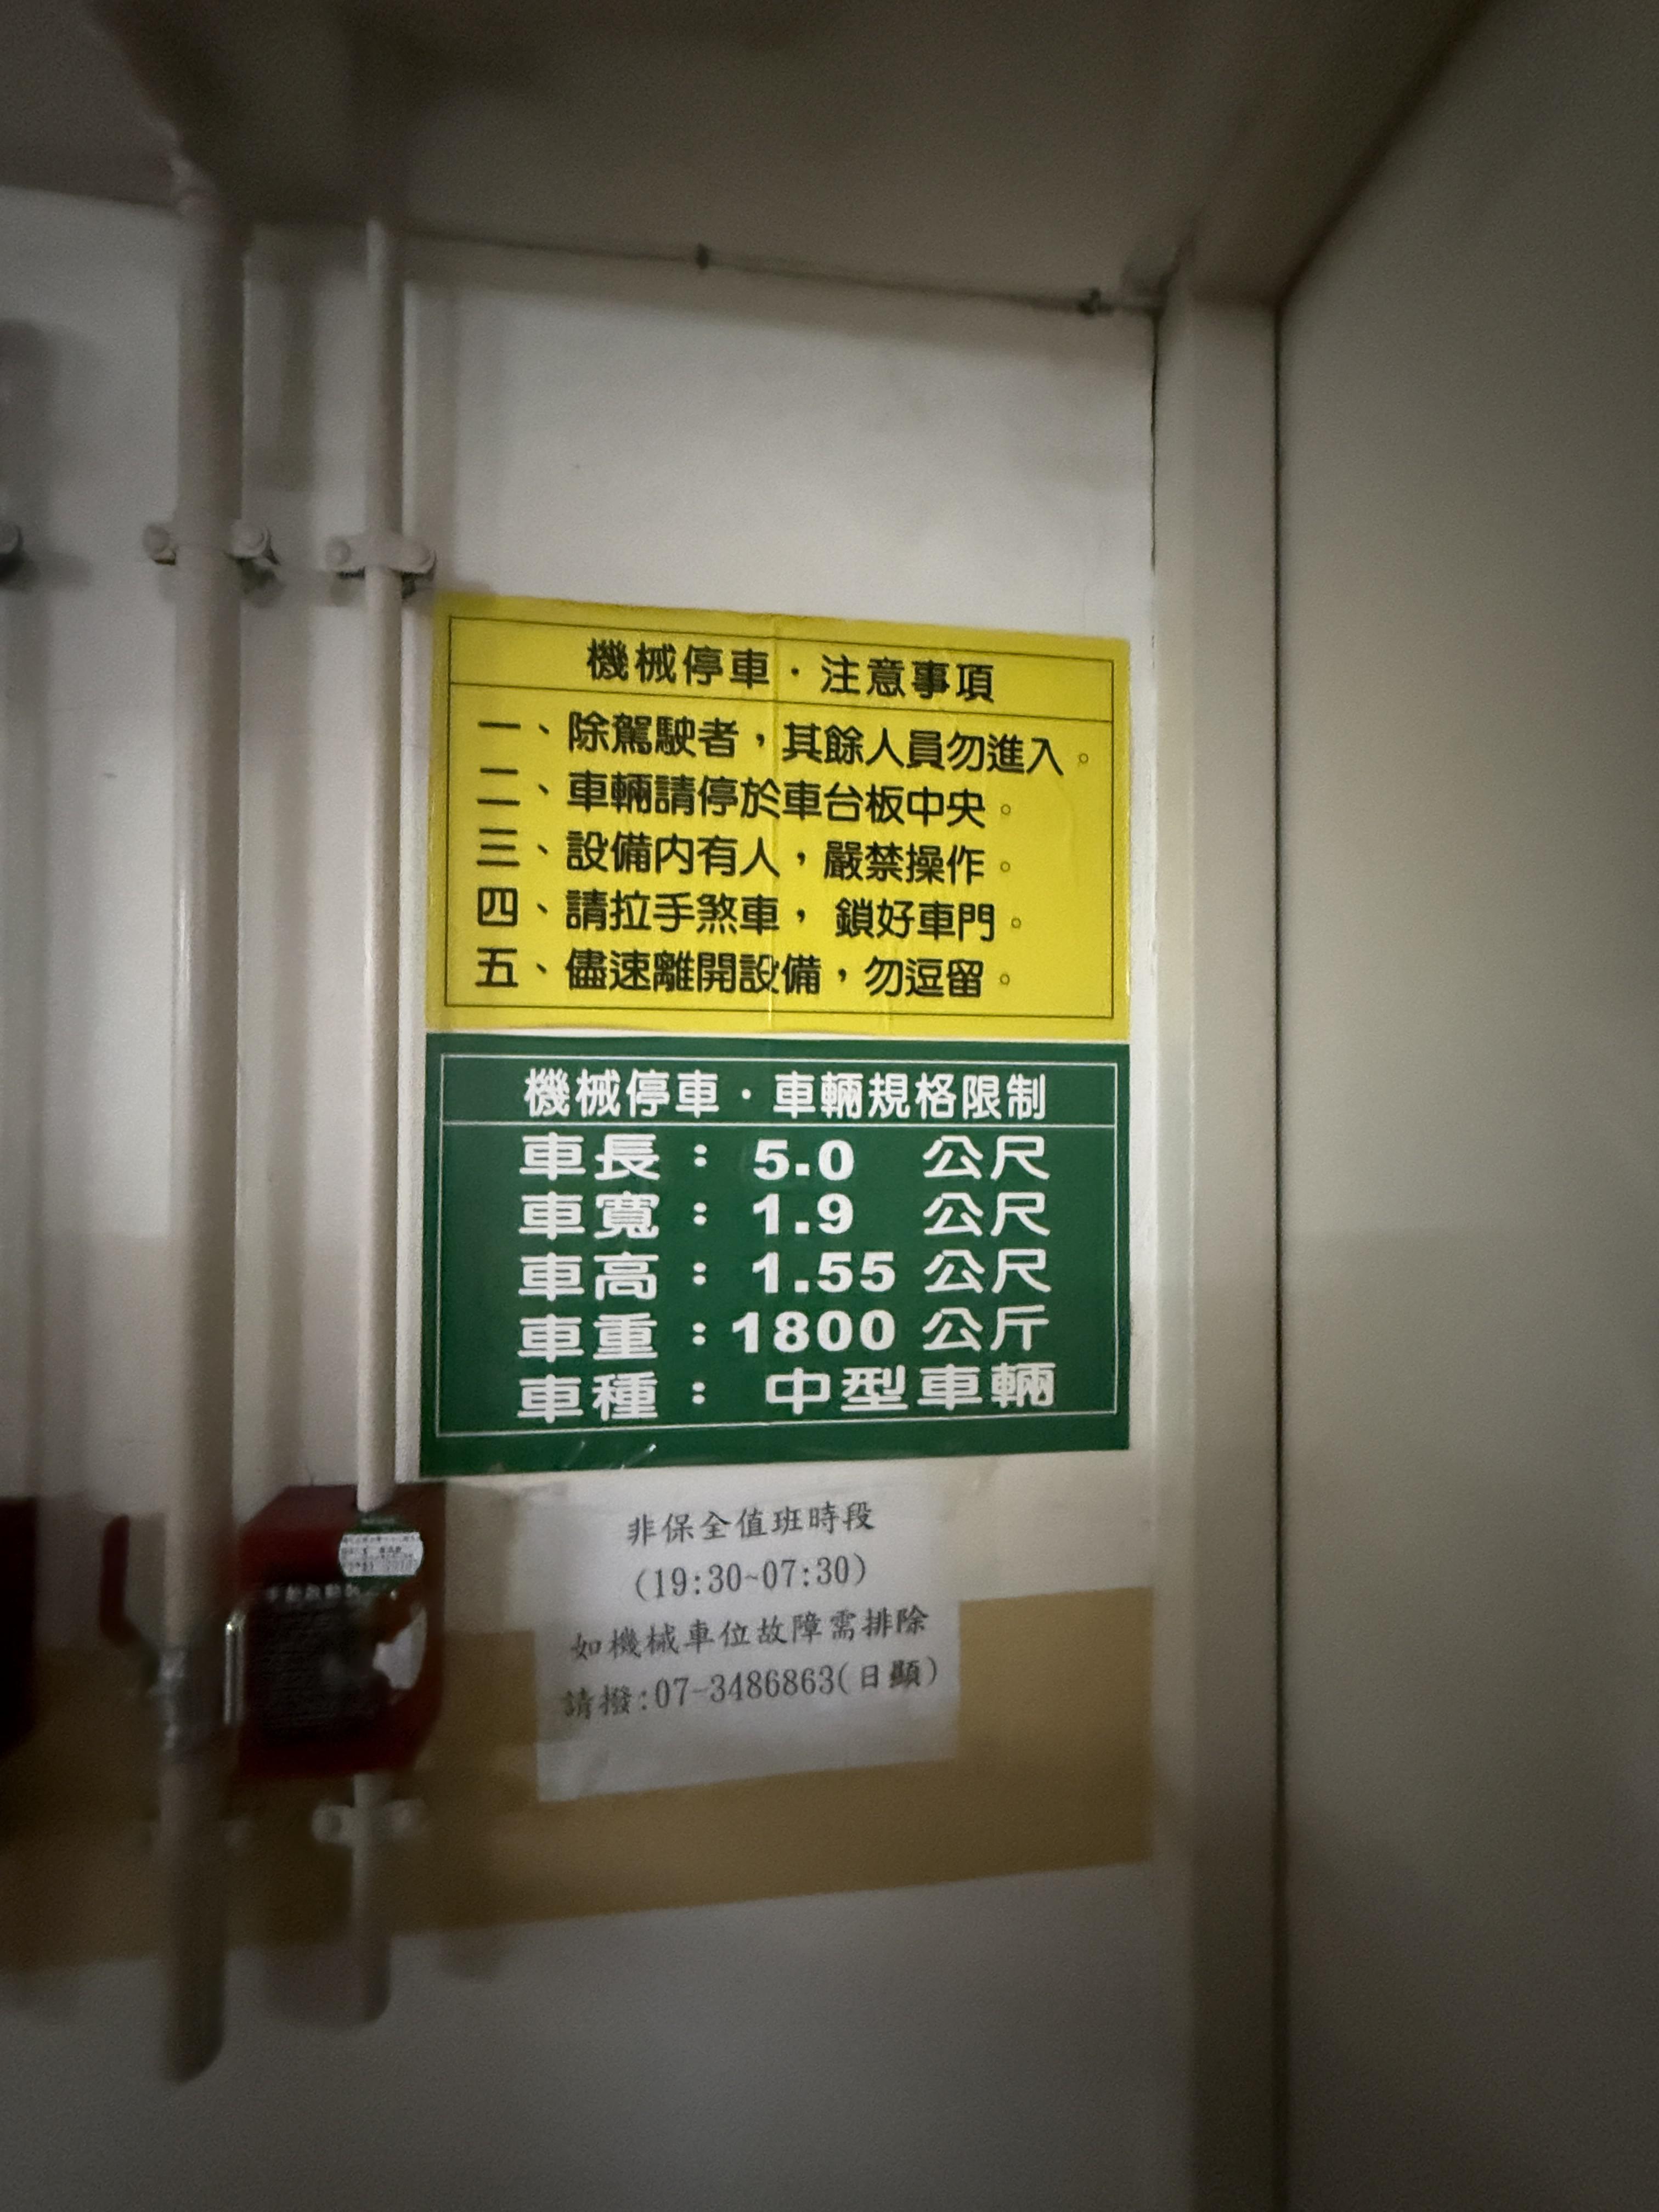 機械停車·注意事項
一、除駕駛者,其餘人員勿進入。
二、車輛請停於車台板中央。
三、設備內有人,嚴禁操作。
四、請拉手煞車, 鎖好車門。
五、儘速離開設備,勿逗留。
機械停車·車輛規格限制
車長: 5.0 公尺
車寬: 1.9 公尺
車高: 1.55 公尺
車重:1800 公斤
車種: 中型車輛
非保全值班時段
(19:30~07:30)
如機械車位故障需排除
請撥:07-3486863(日顯)